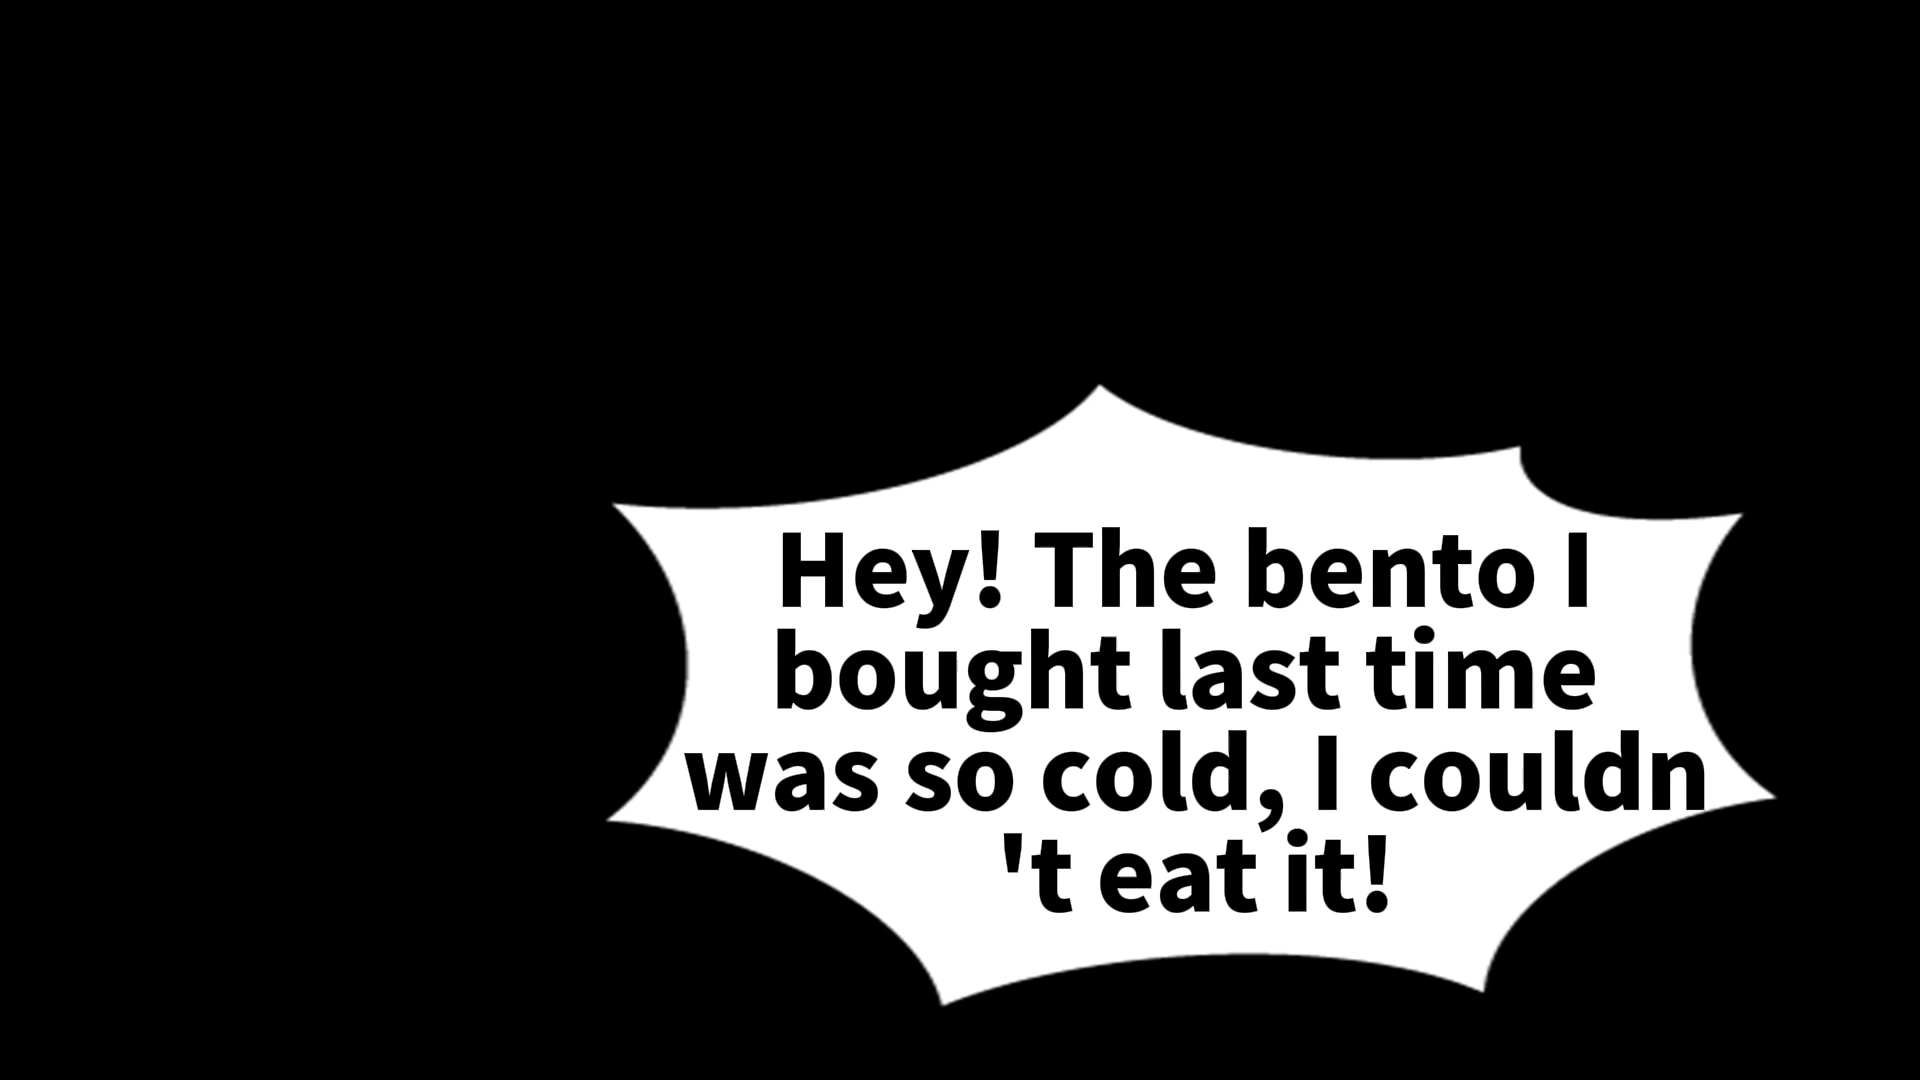 Hey! The bento I
bought last time
was so cold, I couldn
't eat it!